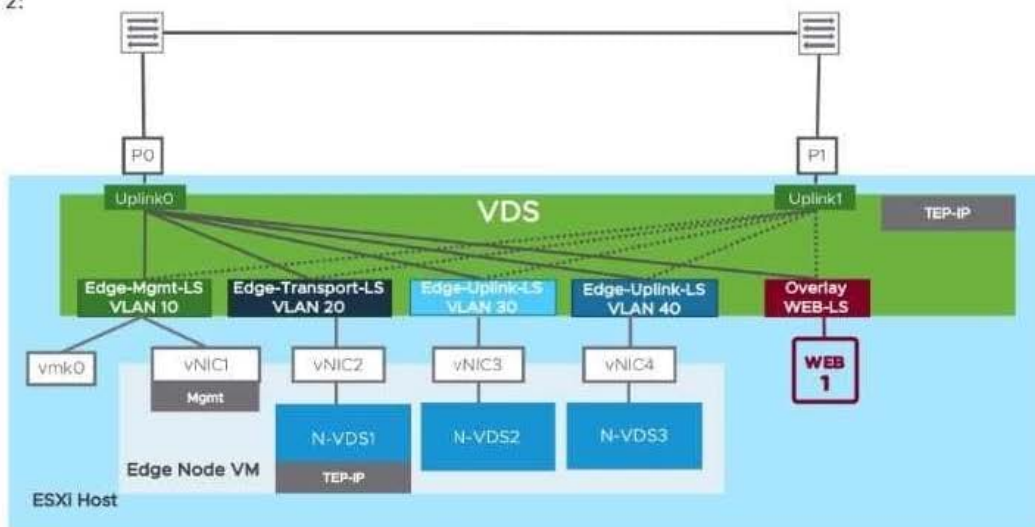 2:
P0
P1
Uplink0
VDS
Uplink1
TEP-IP
Edge-Mgmt-LS
VLAN 10
Edge-Transport-LS
VLAN 20
Edge-Uplink-LS
VLAN 30
Edge-Uplink-LS
VLAN 40
Overlay
WEB-LS
vmk0
vNIC1
Mgmt
vNIC2
vNIC3
vNIC4
WEB
1
N-VDS1
TEP-IP
N-VDS2
N-VDS3
Edge Node VM
ESXi Host